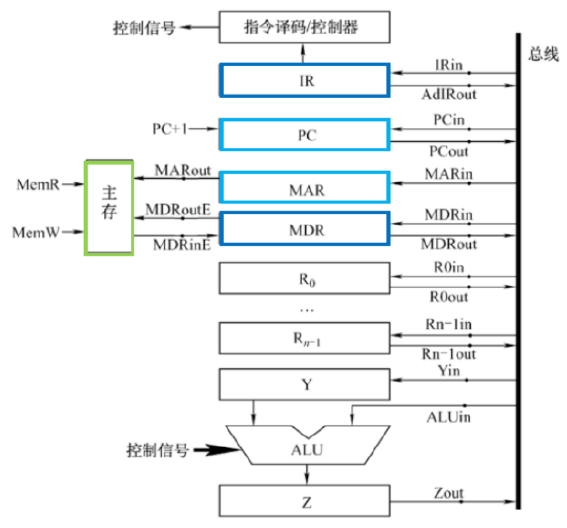 控制信号
指令译码/控制器
总线
IR
IRin
AdIRout
PC+1
PC
PCin
PCout
MemR
MemW
主存
MARout
MAR
MARin
MDRoutE
MDRinE
MDR
MDRin
MDRout
R0
R0in
R0out
…
Rn-1
Rn-1in
Rn-1out
Y
Yin
ALUin
控制信号
ALU
Z
Zout